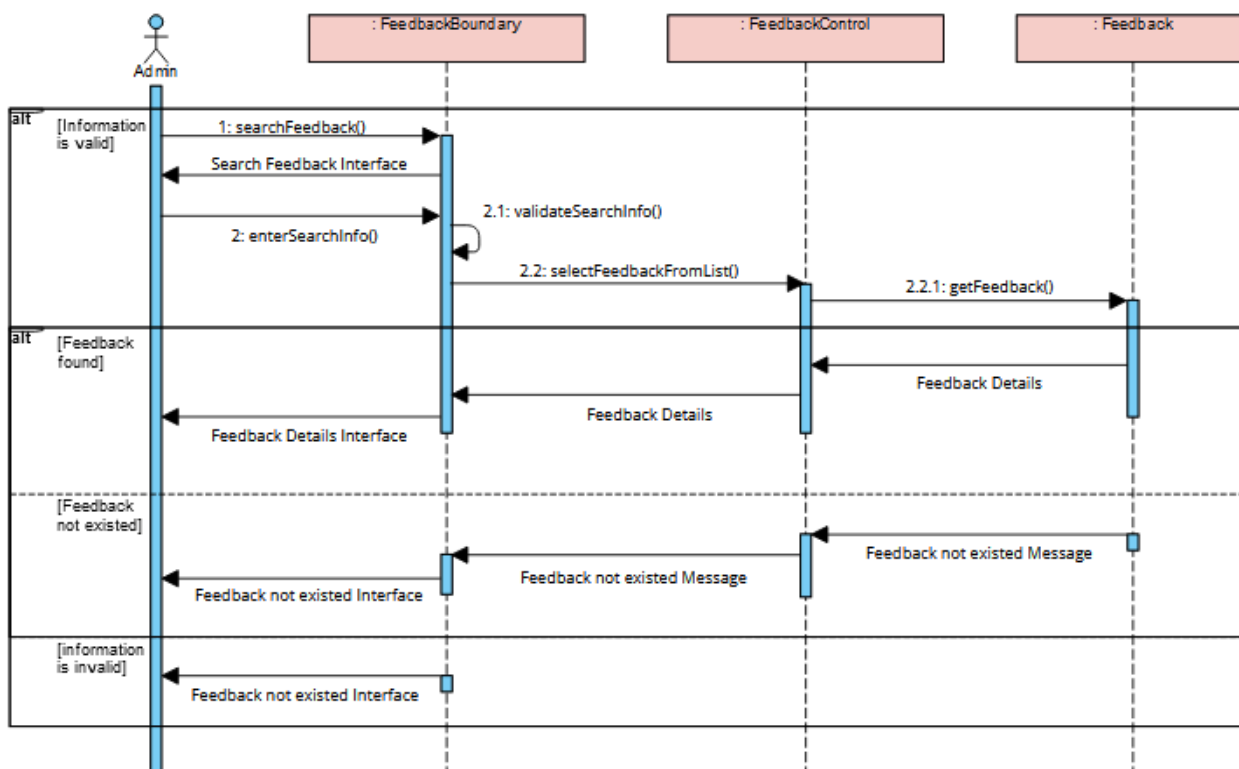 : FeedbackBoundary
: FeedbackControl
: Feedback
Admin
alt
[Information
is valid]
1: searchFeedback()
Search Feedback Interface
2: enterSearchInfo()
2.1: validateSearchInfo()
2.2: selectFeedbackFromList()
2.2.1: getFeedback()
alt
[Feedback
found]
Feedback Details
Feedback Details
Feedback Details Interface
[Feedback
not existed]
Feedback not existed Message
Feedback not existed Message
Feedback not existed Interface
[information
is invalid]
Feedback not existed Interface